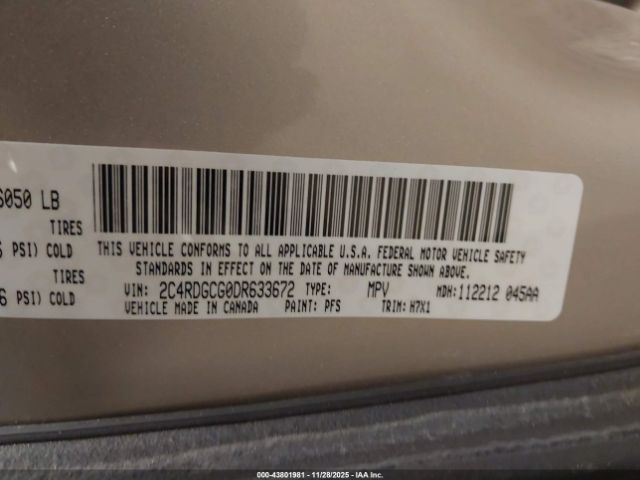 6050 LB
TIRES
PSI) COLD
TIRES
6 PSI) COLD
THIS VEHICLE CONFORMS TO ALL APPLICABLE U.S.A. FEDERAL MOTOR VEHICLE SAFETY
STANDARDS IN EFFECT ON THE DATE OF MANUFACTURE SHOWN ABOVE.
VIN: 2C4RDGCG0DR633672 TYPE: MPV MDH: 112212 045AA
VEHICLE MADE IN CANADA PAINT: PFS TRIM: H7X1
000-43801981 - 11/28/2025 - IAA Inc.